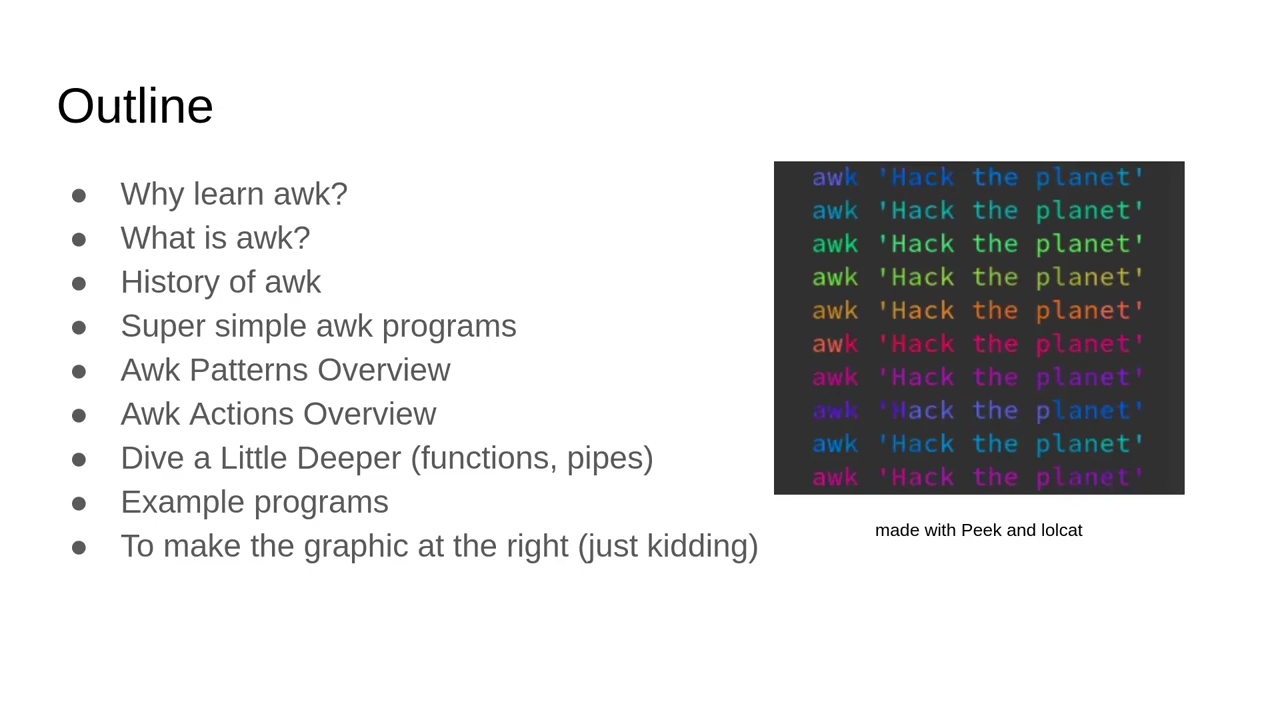 Outline
● Why learn awk?
● What is awk?
● History of awk
● Super simple awk programs
● Awk Patterns Overview
● Awk Actions Overview
● Dive a Little Deeper (functions, pipes)
● Example programs
● To make the graphic at the right (just kidding)
awk 'Hack the planet'
awk 'Hack the planet'
awk 'Hack the planet'
awk 'Hack the planet'
awk 'Hack the planet'
awk 'Hack the planet'
awk 'Hack the planet'
awk 'Hack the planet'
awk 'Hack the planet'
awk 'Hack the planet'
made with Peek and lolcat